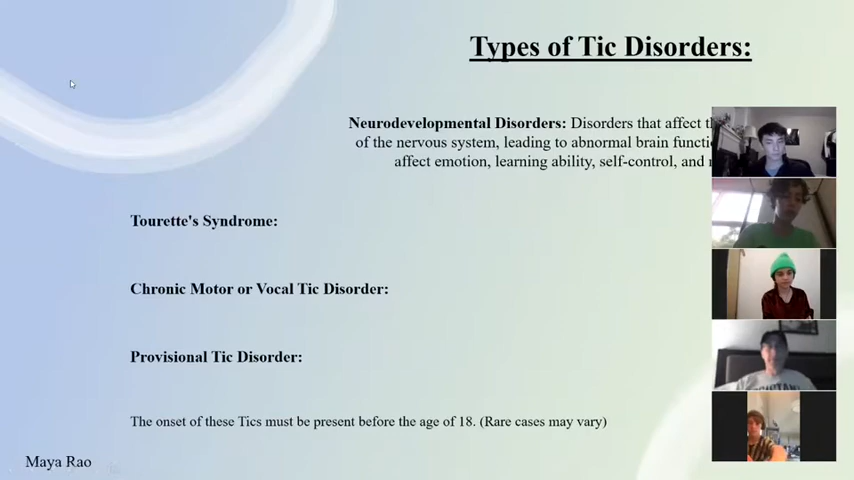 Types of Tic Disorders:
Neurodevelopmental Disorders: Disorders that affect
of the nervous system, leading to abnormal brain
affect emotion, learning ability, self-control, and
Tourette's Syndrome:
Chronic Motor or Vocal Tic Disorder:
Provisional Tic Disorder:
The onset of these Tics must be present before the age of 18. (Rare cases may vary)
Maya Rao